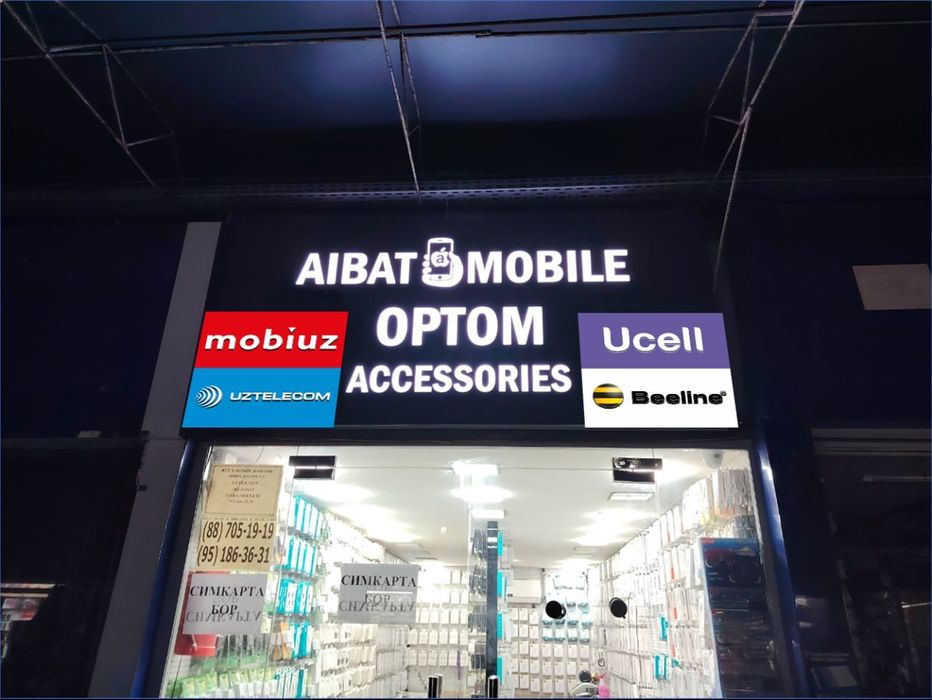 AIBAT MOBILE
OPTOM
ACCESSORIES
mobiuz
UZTELECOM
Ucell
Beeline
(88) 705-19-19
(95) 186-36-31
СИМКАРТА
БОР
СИМКАРТА
БОР